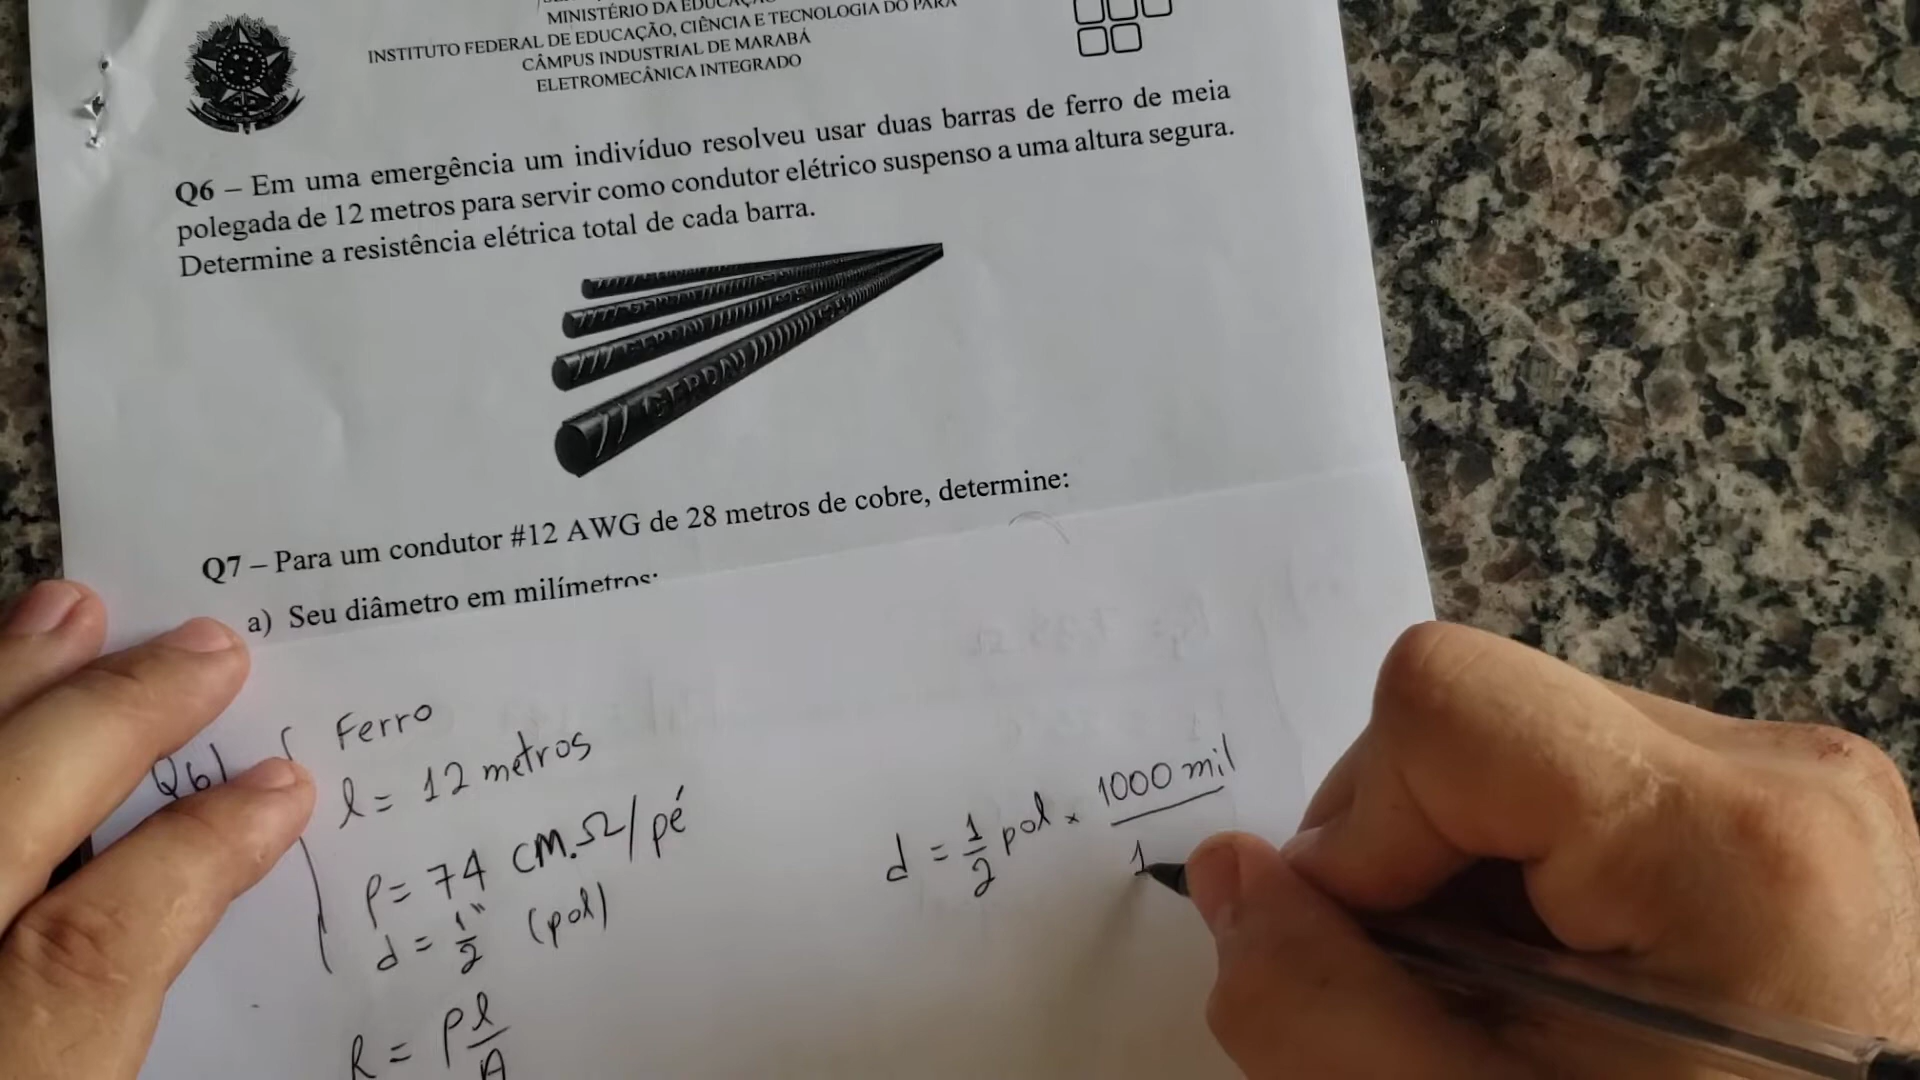 MINISTÉRIO DA
INSTITUTO FEDERAL DE EDUCAÇÃO, CIÊNCIA E TECNOLOGIA DO PARÁ
CÂMPUS INDUSTRIAL DE MARABÁ
ELETROMECÂNICA INTEGRADO
Q6 – Em uma emergência um indivíduo resolveu usar duas barras de ferro de meia
polegada de 12 metros para servir como condutor elétrico suspenso a uma altura segura.
Determine a resistência elétrica total de cada barra.
GERDAU
Q7 – Para um condutor #12 AWG de 28 metros de cobre, determine:
a) Seu diâmetro em milímetros:
Q6)
Ferro
l = 12 metros
ρ = 74 CM.Ω/pé
d = 1/2" (pol)
R = ρl/A
d = 1/2 pol × 1000 mil/1